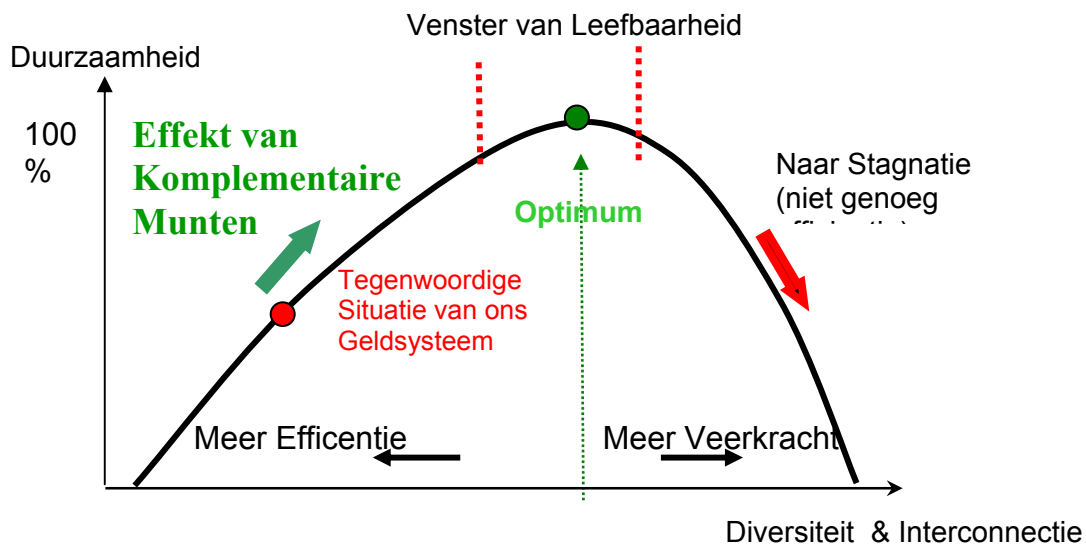 Venster van Leefbaarheid
Duurzaamheid
100
%
Effekt van
Komplementaire
Munten
Optimum
Naar Stagnatie
(niet genoeg
Tegenwoordige
Situatie van ons
Geldsysteem
Meer Efficentie
Meer Veerkracht
Diversiteit & Interconnectie